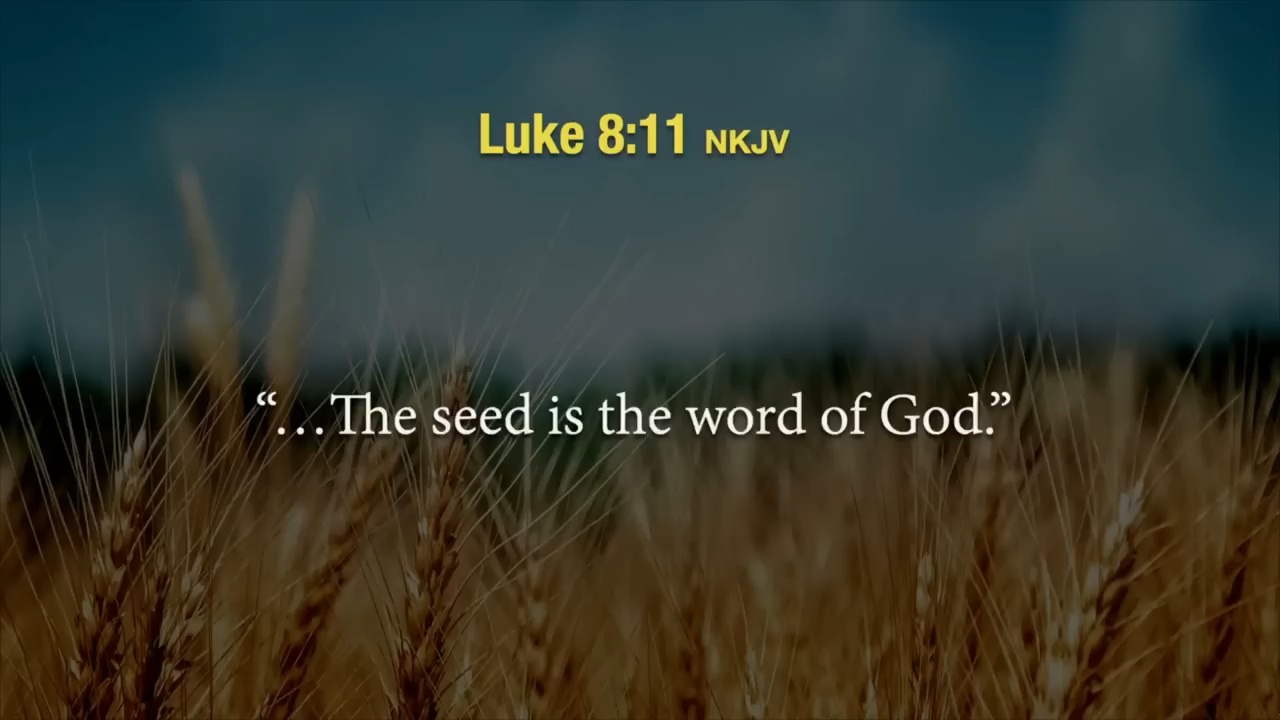 Luke 8:11 NKJV
“…The seed is the word of God.”